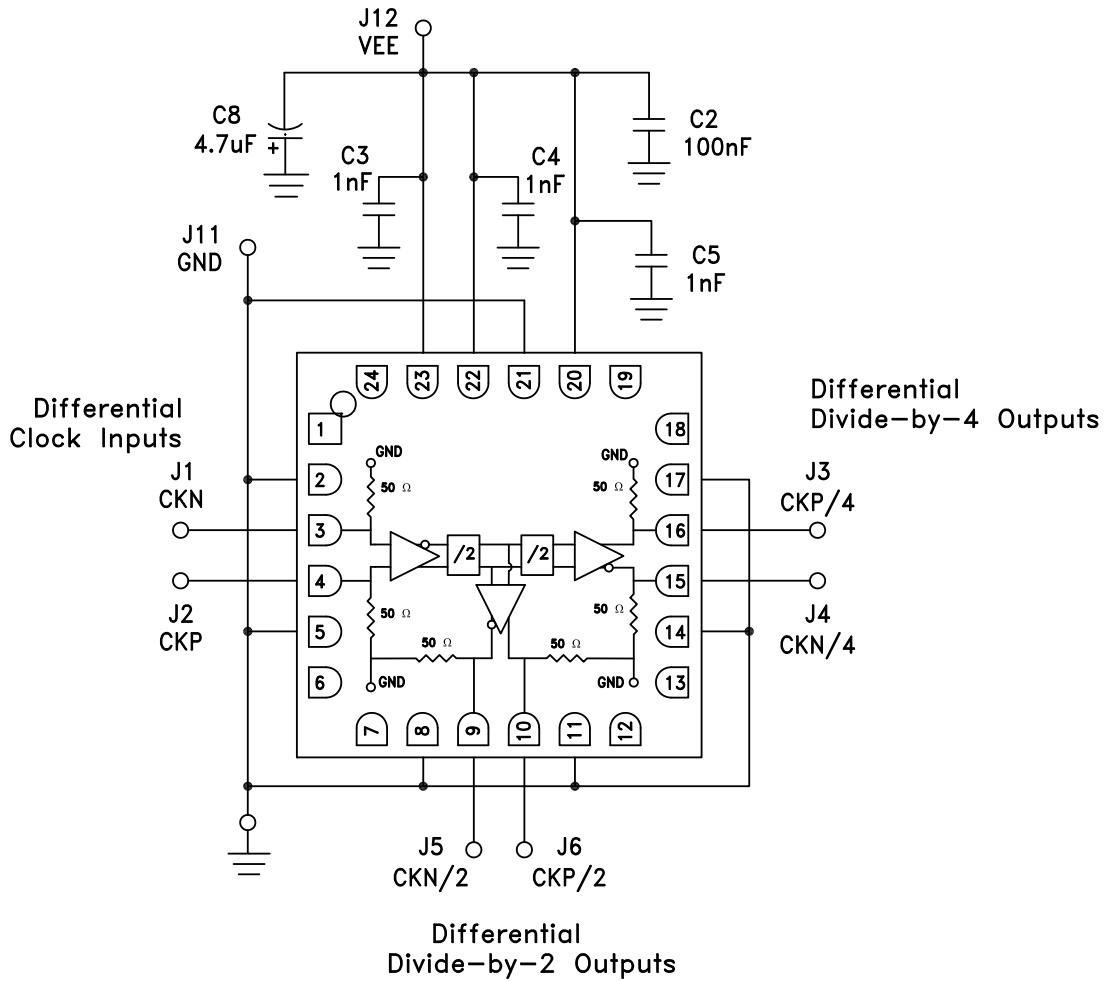 J12
VEE
C8
4.7uF
+
C3
1nF
C4
1nF
C2
100nF
J11
GND
C5
1nF
24
23
22
21
20
19
Differential
Clock Inputs
Differential
Divide-by-4 Outputs
1
18
GND
GND
2
17
J1
CKN
50 Ω
50 Ω
J3
CKP/4
3
16
/2
/2
4
15
J2
CKP
50 Ω
50 Ω
J4
CKN/4
5
14
50 Ω
50 Ω
6
GND
GND
13
7
8
9
10
11
12
J5
CKN/2
J6
CKP/2
Differential
Divide-by-2 Outputs